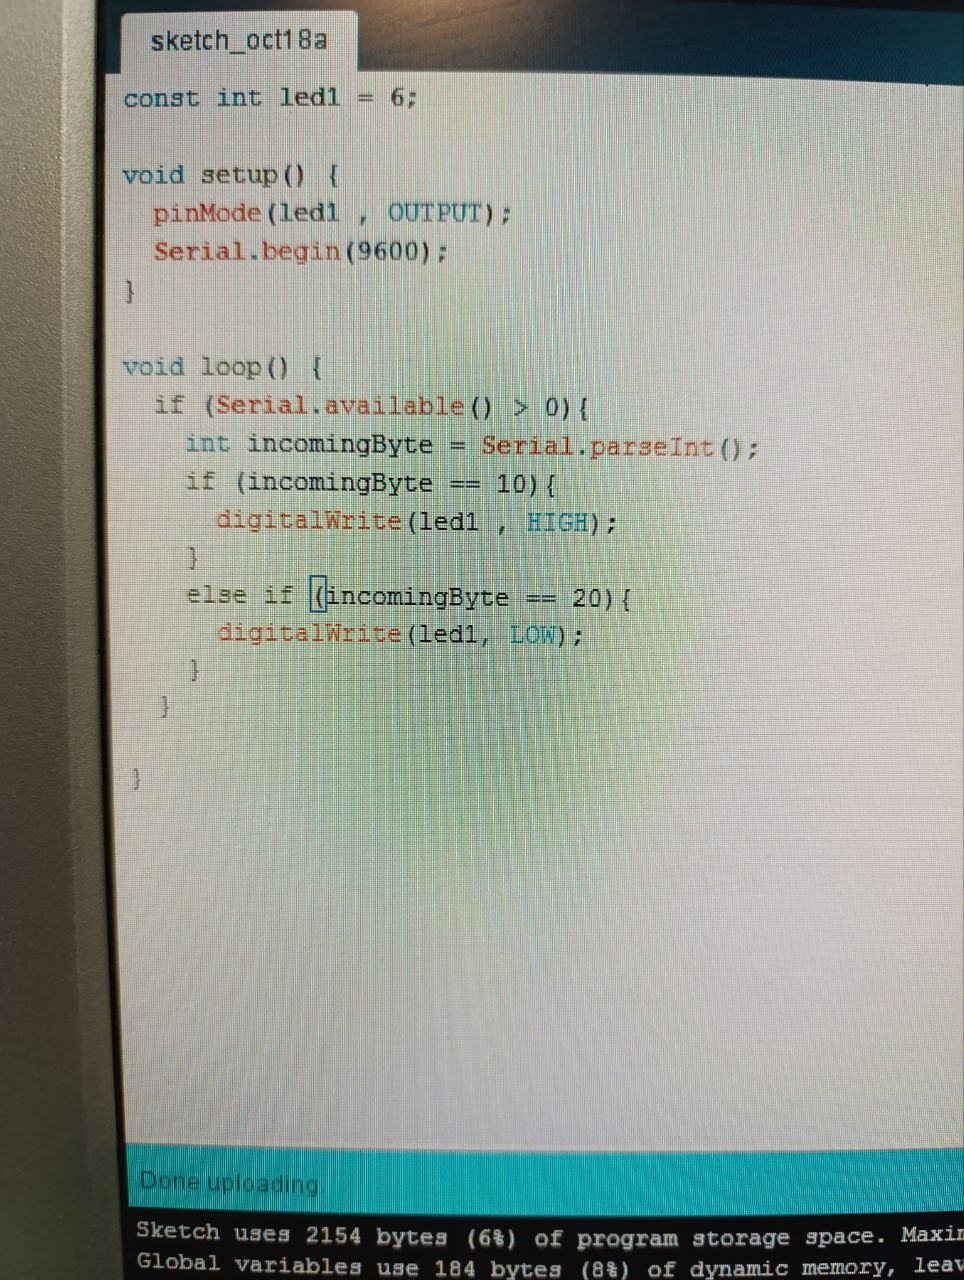 sketch_oct18a
const int led1 = 6;
void setup() {
pinMode(led1 , OUTPUT);
Serial.begin(9600);
}
void loop() {
if (Serial.available() > 0){
int incomingByte = Serial.parseInt();
if (incomingByte == 10){
digitalWrite(led1 , HIGH);
}
else if (incomingByte == 20){
digitalWrite(led1, LOW);
}
}
}
Done uploading.
Sketch uses 2154 bytes (6%) of program storage space.
Global variables use 184 bytes (8%) of dynamic memory,